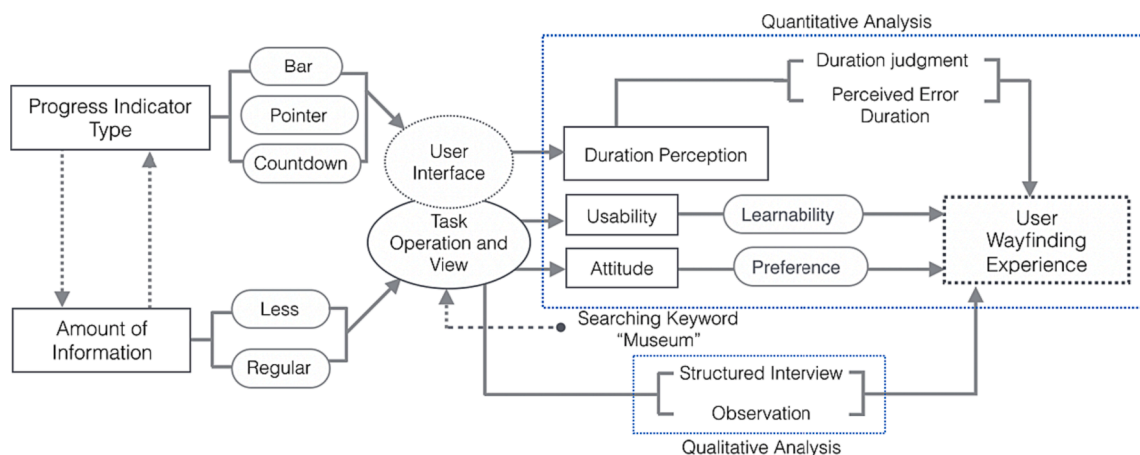 Quantitative Analysis
Progress Indicator
Type
Bar
Pointer
Countdown
User
Interface
Task
Operation and
View
Amount of
Information
Less
Regular
Searching Keyword
“Museum”
Duration Perception
Duration judgment
Perceived Error
Duration
Usability
Learnability
Attitude
Preference
User
Wayfinding
Experience
Structured Interview
Observation
Qualitative Analysis